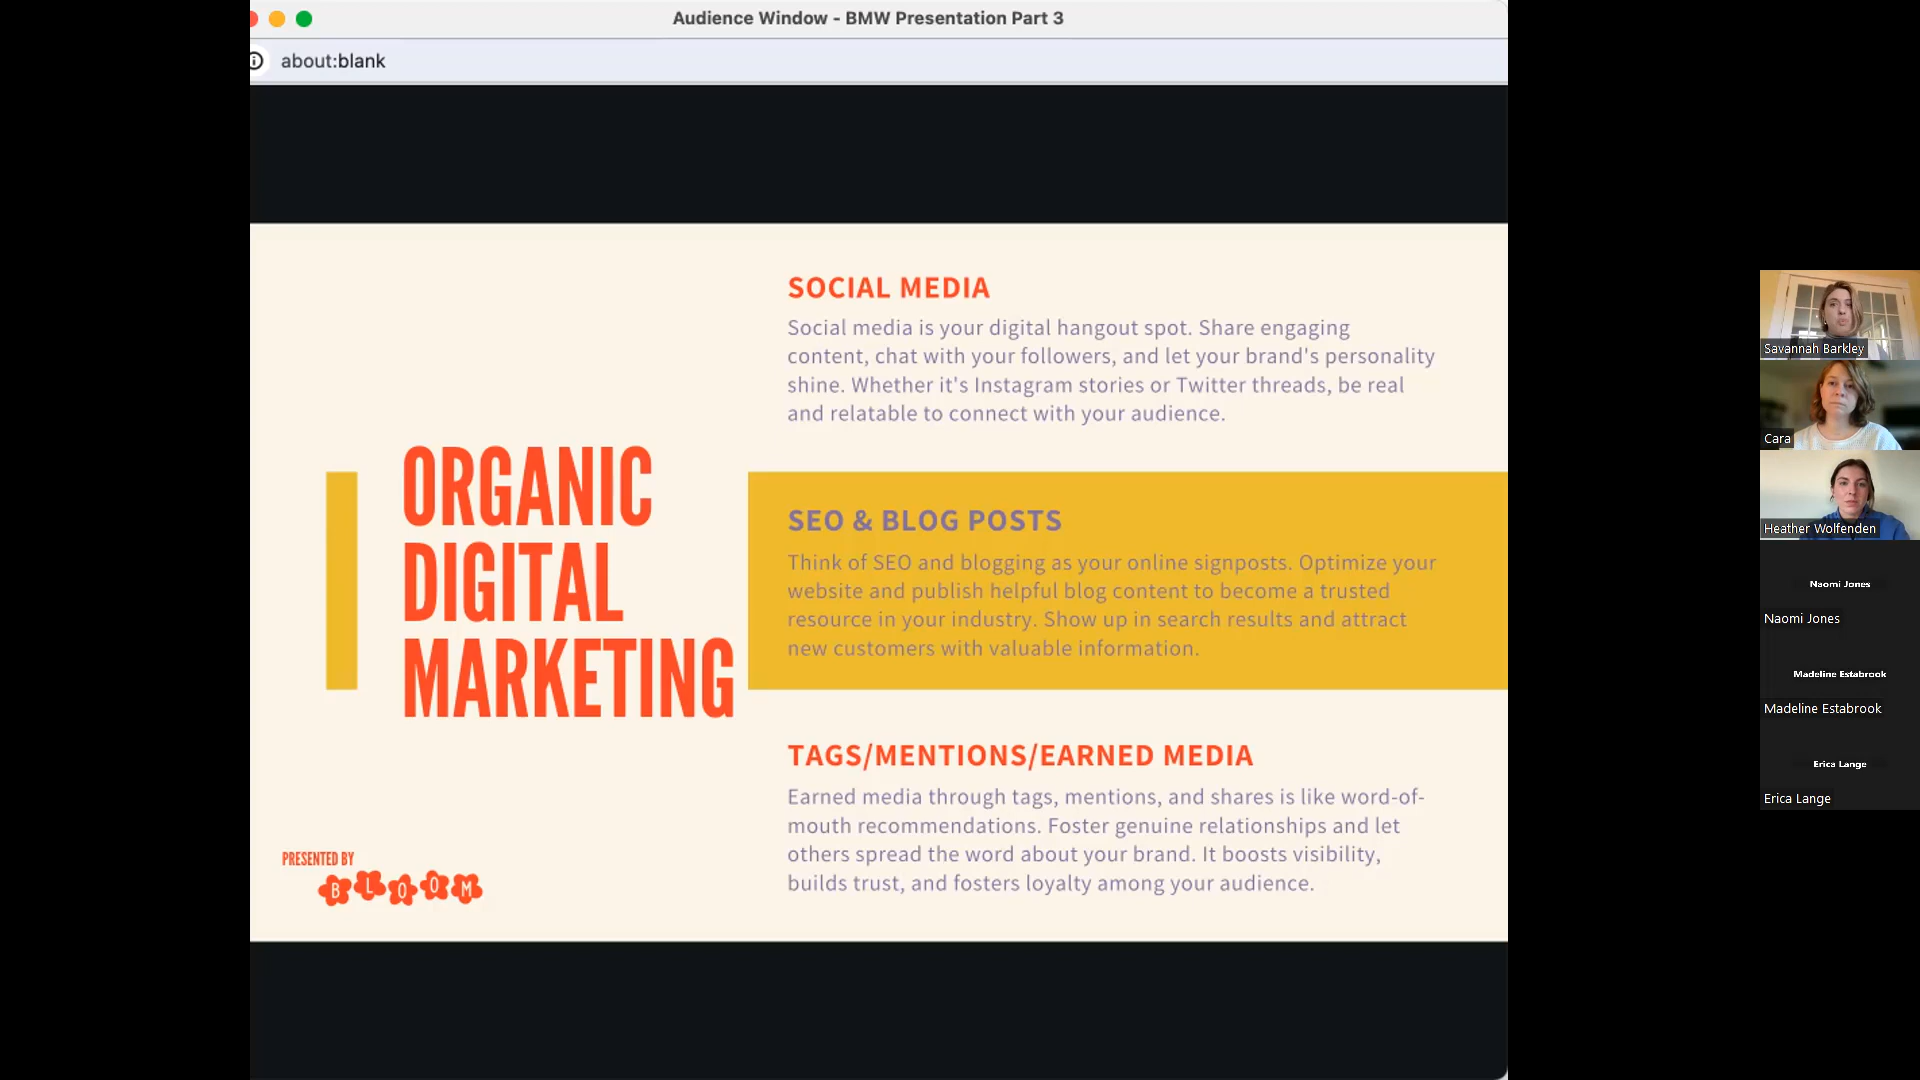 Audience Window - BMW Presentation Part 3
about:blank
ORGANIC
DIGITAL
MARKETING
PRESENTED BY
BLOOM
SOCIAL MEDIA
Social media is your digital hangout spot. Share engaging
content, chat with your followers, and let your brand's personality
shine. Whether it's Instagram stories or Twitter threads, be real
and relatable to connect with your audience.
SEO & BLOG POSTS
Think of SEO and blogging as your online signposts. Optimize your
website and publish helpful blog content to become a trusted
resource in your industry. Show up in search results and attract
new customers with valuable information.
TAGS/MENTIONS/EARNED MEDIA
Earned media through tags, mentions, and shares is like word-of-
mouth recommendations. Foster genuine relationships and let
others spread the word about your brand. It boosts visibility,
builds trust, and fosters loyalty among your audience.
Savannah Barkley
Cara
Heather Wolfenden
Naomi Jones
Naomi Jones
Madeline Estabrook
Madeline Estabrook
Erica Lange
Erica Lange